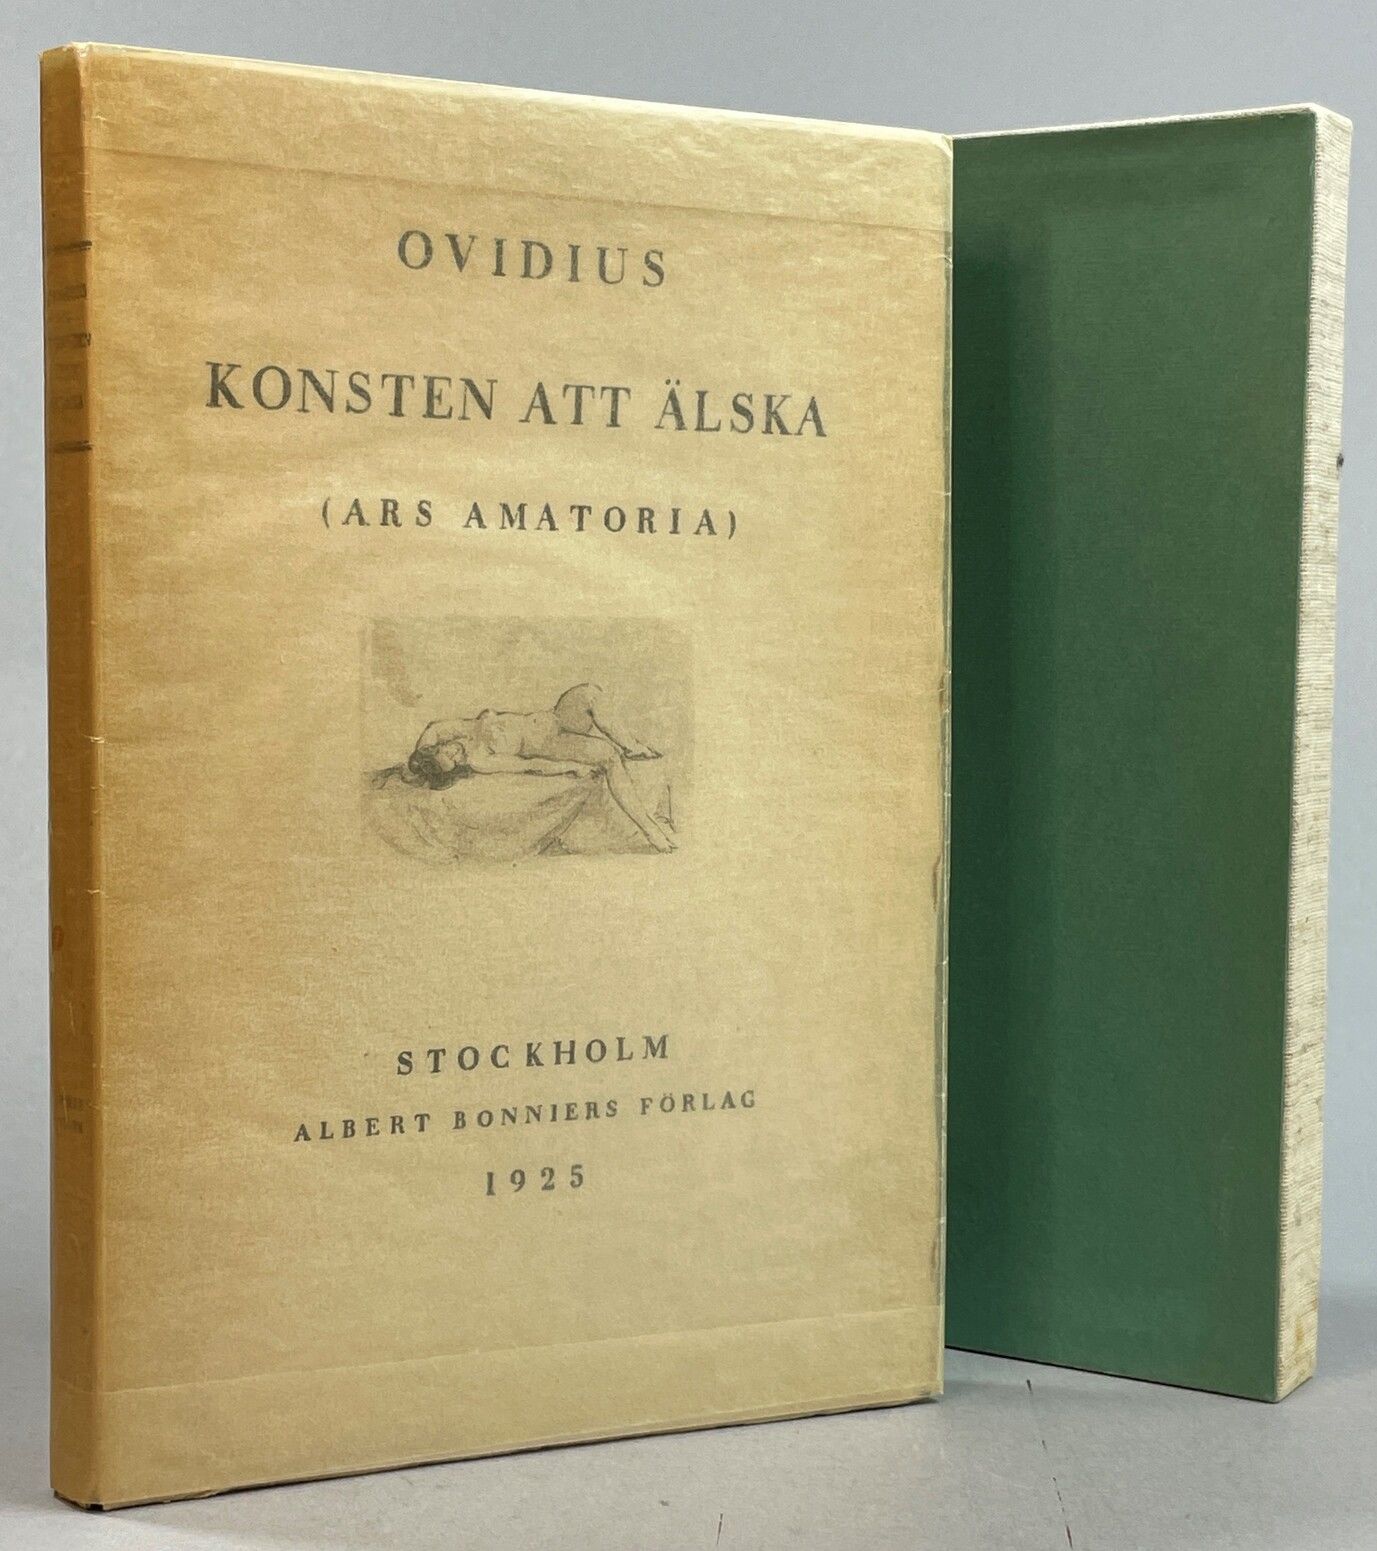 OVIDIUS
KONSTEN ATT ÄLSKA
(ARS AMATORIA)
STOCKHOLM
ALBERT BONNIERS FÖRLAG
1925